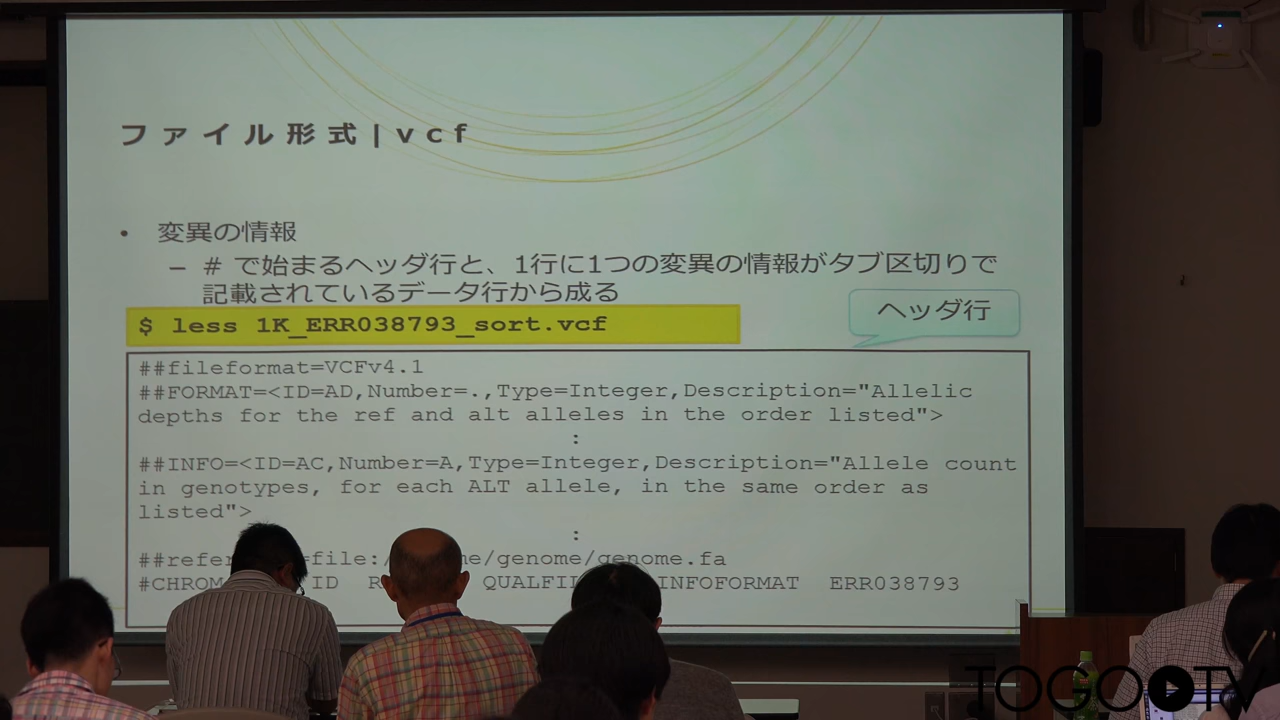 ファイル形式|vcf
• 変異の情報
– # で始まるヘッダ行と、1行に1つの変異の情報がタブ区切りで
記載されているデータ行から成る
$ less 1K_ERR038793_sort.vcf
ヘッダ行
##fileformat=VCFv4.1
##FORMAT=<ID=AD,Number=.,Type=Integer,Description="Allelic
depths for the ref and alt alleles in the order listed">
:
##INFO=<ID=AC,Number=A,Type=Integer,Description="Allele count
in genotypes, for each ALT allele, in the same order as
listed">
:
##refer =file:/ me/genome/genome.fa
#CHROM ID R QUALFI INFOFORMAT ERR038793
TOGOTV